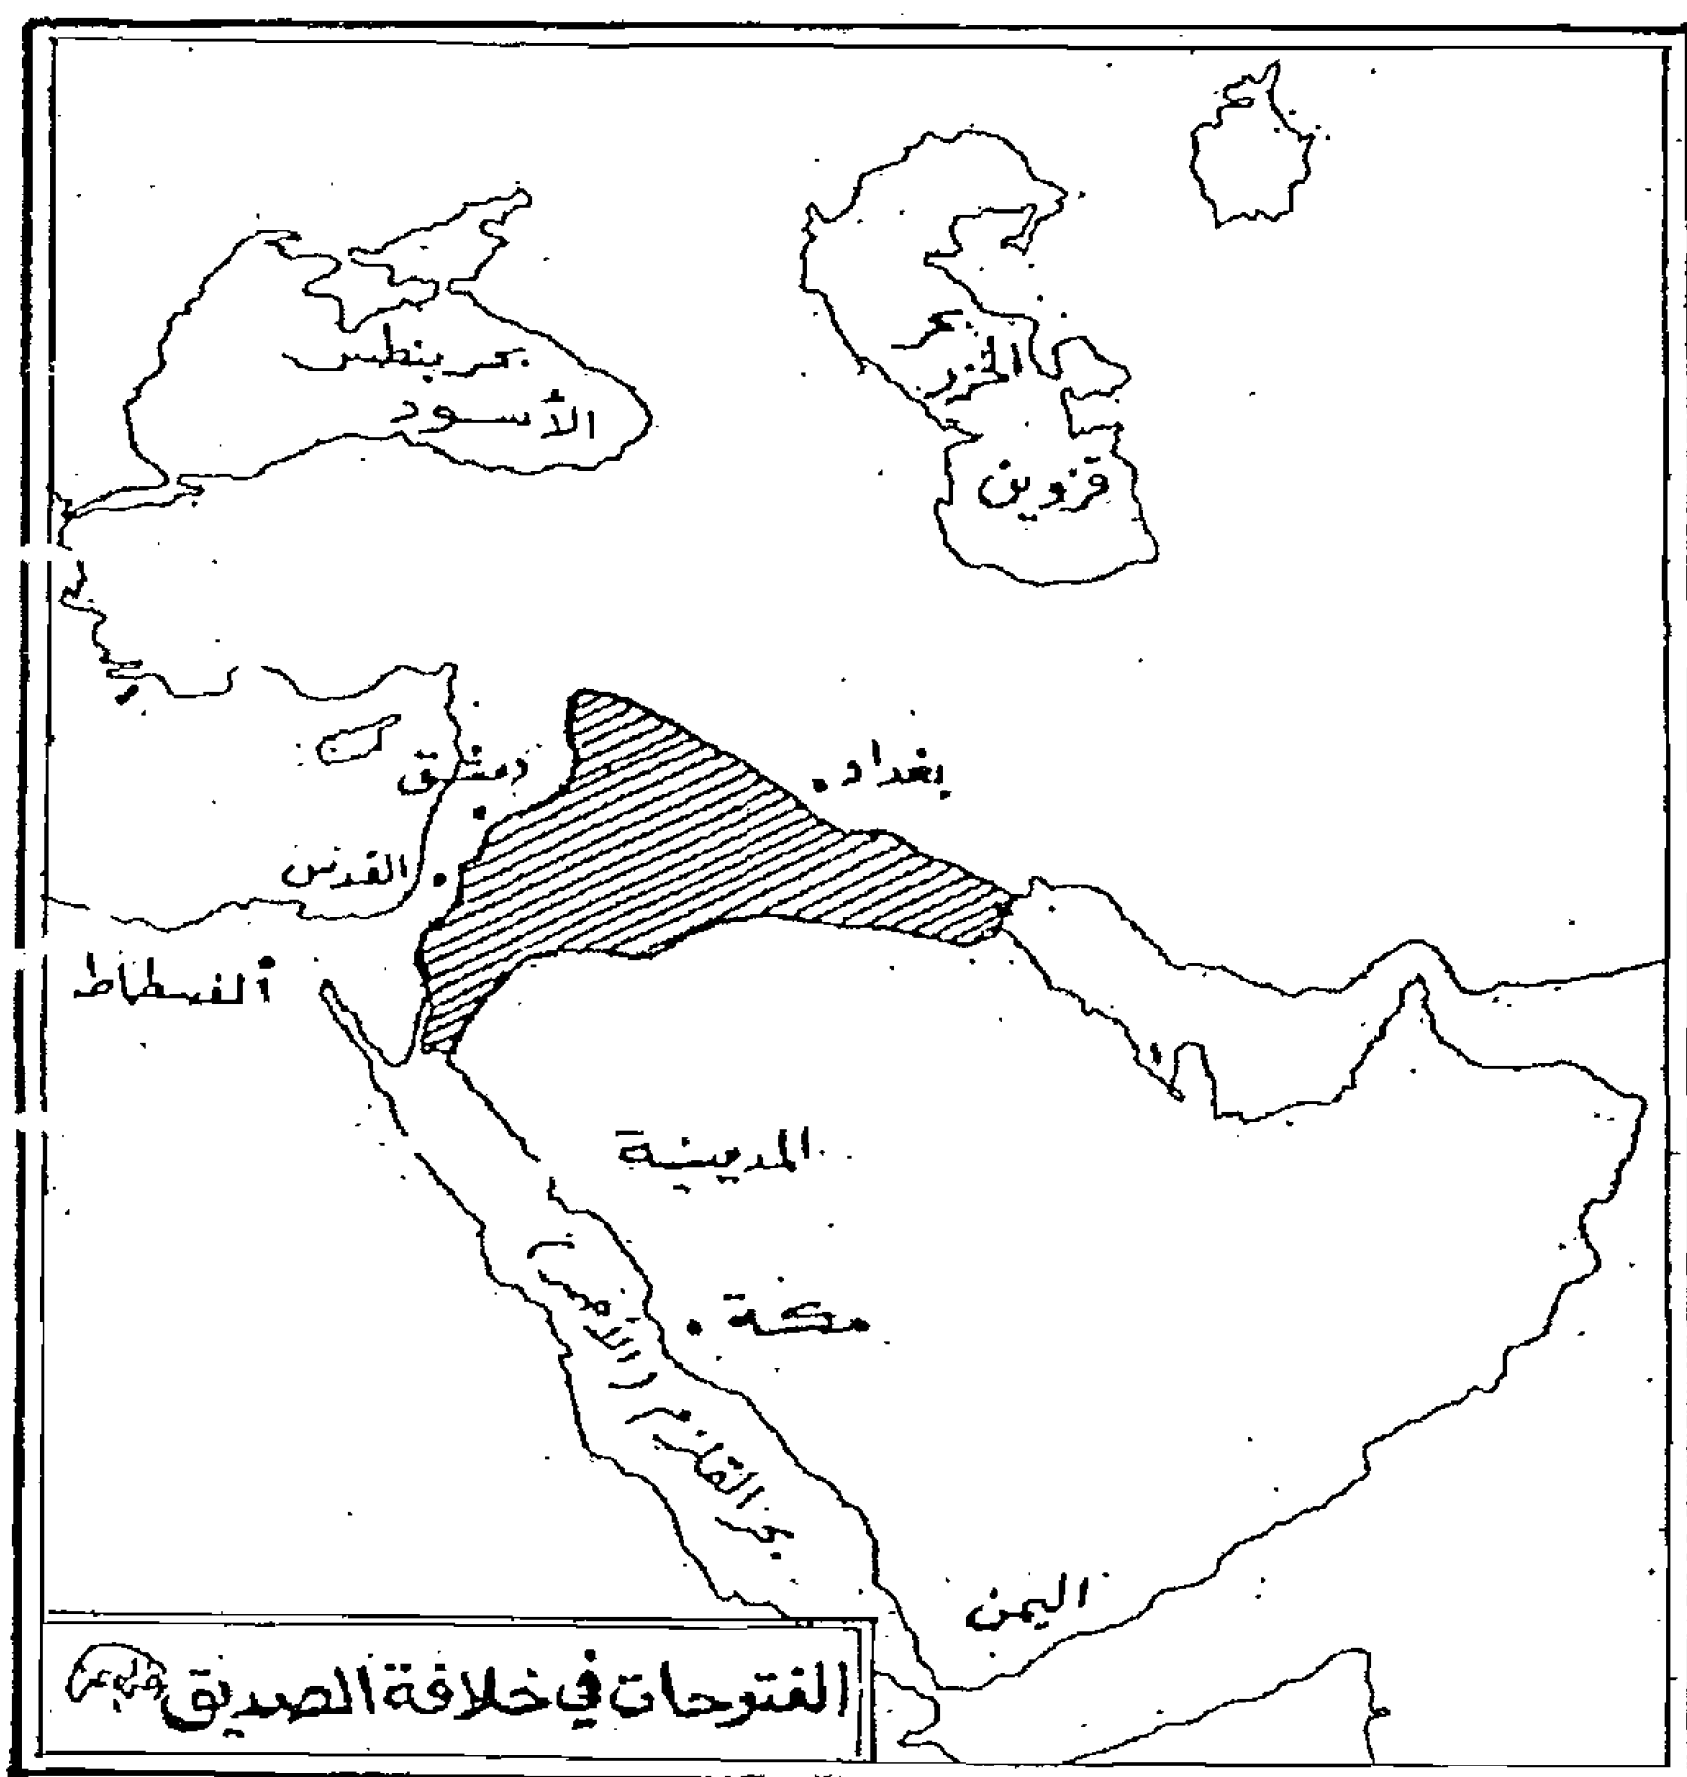 بحر بنطس
الأسود
بحر
الخزر
قزوين
دمشق
بغداد
القدس
الفسطاط
المدينة
مكة
بحر القلزم
الأحمر
اليمن
الفتوحات في خلافة الصديق